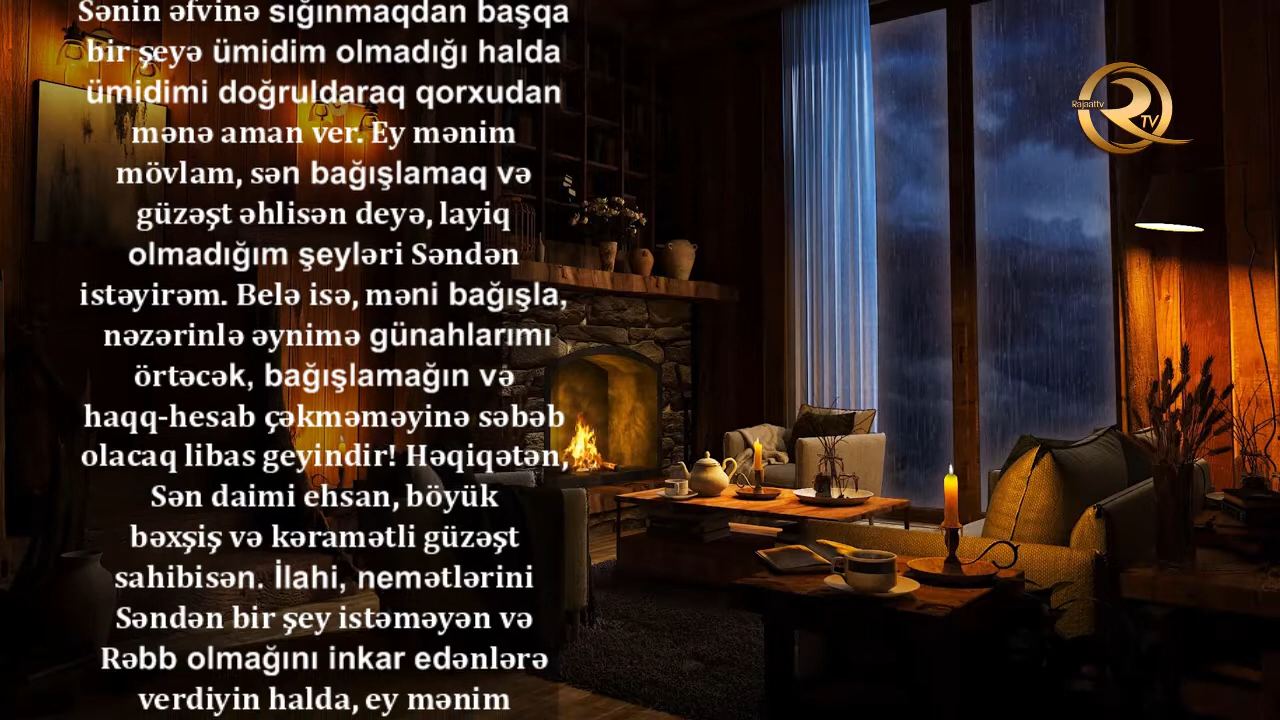 Sənin əfvinə sığınmaqdan başqa
bir şeyə ümidim olmadığı halda
ümidimi doğruldaraq qorxudan
mənə aman ver. Ey mənim
mövlam, sən bağışlamaq və
güzəşt əhlisən deyə, layiq
olmadığım şeyləri Səndən
istəyirəm. Belə isə, məni bağışla,
nəzərinlə əynimə günahlarımı
örtəcək, bağışlamağın və
haqq-hesab çəkməməyinə səbəb
olacaq libas geyindir! Həqiqətən,
Sən daimi ehsan, böyük
bəxşiş və kəramətli güzəşt
sahibisən. İlahi, nemətlərini
Səndən bir şey istəməyən və
Rəbb olmağını inkar edənlərə
verdiyin halda, ey mənim
Rajaattv
R TV